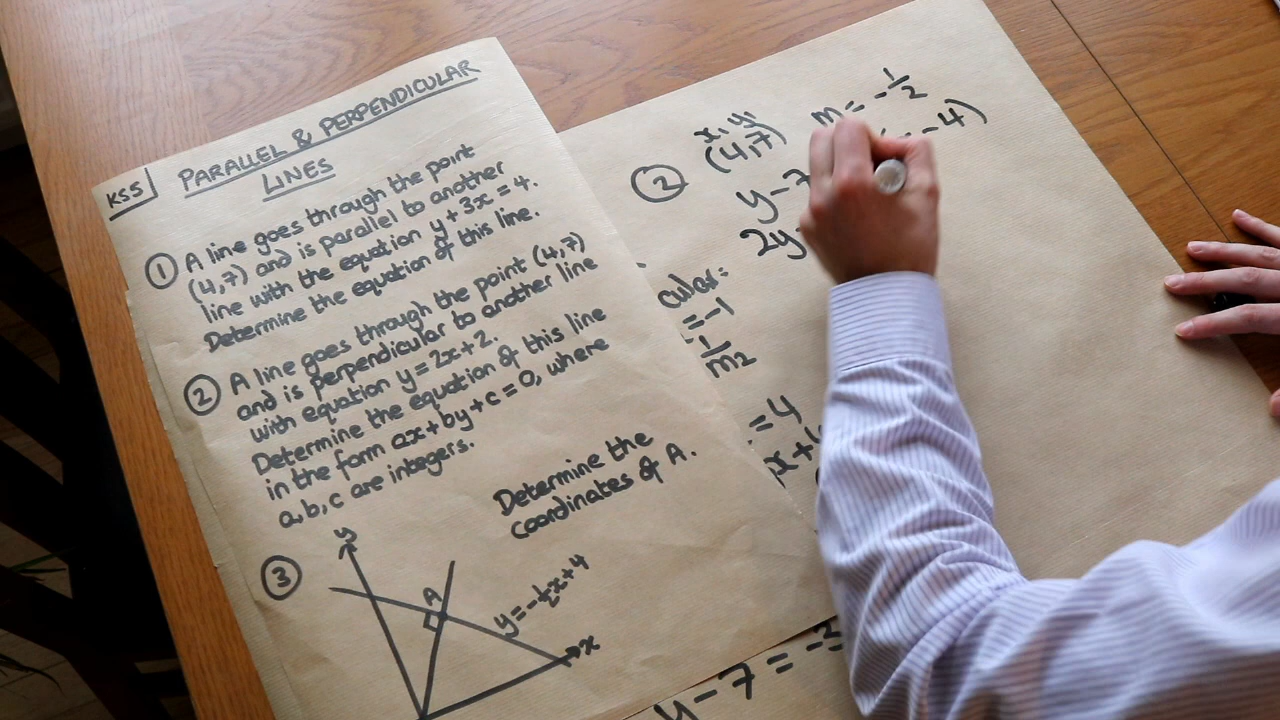 KS5
PARALLEL & PERPENDICULAR
LINES
① A line goes through the point
(4,7) and is parallel to another
line with the equation y + 3x = 4.
Determine the equation of this line.
② A line goes through the point (4,7)
and is perpendicular to another line
with equation y = 2x + 2.
Determine the equation of this line
in the form ax + by + c = 0, where
a, b, c are integers.
Determine the
coordinates of A.
③
y
A
y = -½x + 4
x
② x₁ y₁ m = -1/2
(4,7)
y - 7 - 4)
2y
cular:
= -1
= - 1/m₂
= 4
y - 7 =